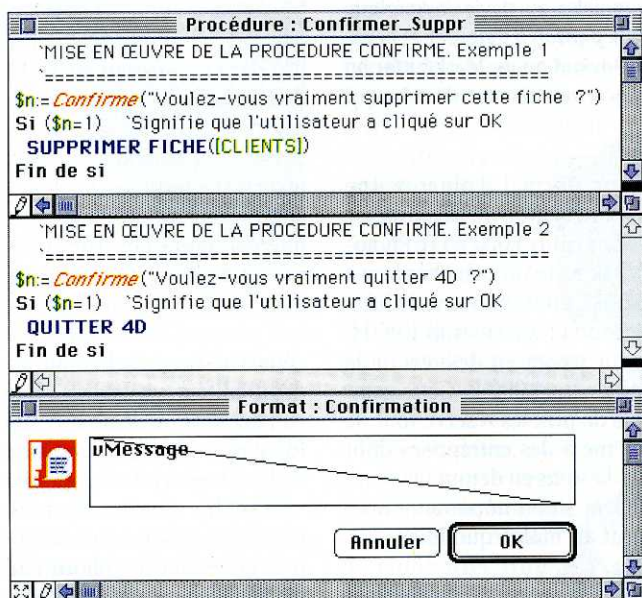 Procédure : Confirmer_Suppr
`MISE EN ŒUVRE DE LA PROCEDURE CONFIRME. Exemple 1
`==================================================
$n:=Confirme("Voulez-vous vraiment supprimer cette fiche ?")
Si ($n=1) `Signifie que l'utilisateur a cliqué sur OK
SUPPRIMER FICHE([CLIENTS])
Fin de si
`MISE EN ŒUVRE DE LA PROCEDURE CONFIRME. Exemple 2
`==================================================
$n:=Confirme("Voulez-vous vraiment quitter 4D ?")
Si ($n=1) `Signifie que l'utilisateur a cliqué sur OK
QUITTER 4D
Fin de si
Format : Confirmation
vMessage
Annuler OK